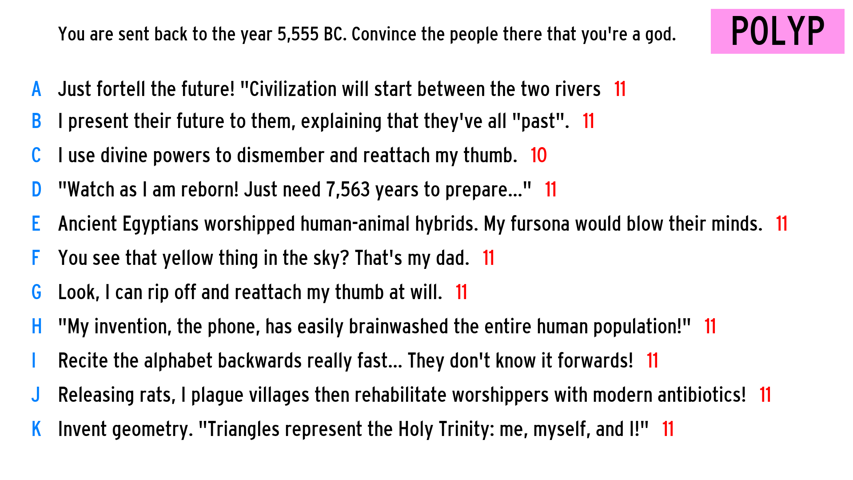 You are sent back to the year 5,555 BC. Convince the people there that you're a god.
POLYP
A Just fortell the future! "Civilization will start between the two rivers 11
B I present their future to them, explaining that they've all "past". 11
C I use divine powers to dismember and reattach my thumb. 10
D "Watch as I am reborn! Just need 7,563 years to prepare..." 11
E Ancient Egyptians worshipped human-animal hybrids. My fursona would blow their minds. 11
F You see that yellow thing in the sky? That's my dad. 11
G Look, I can rip off and reattach my thumb at will. 11
H "My invention, the phone, has easily brainwashed the entire human population!" 11
I Recite the alphabet backwards really fast... They don't know it forwards! 11
J Releasing rats, I plague villages then rehabilitate worshippers with modern antibiotics! 11
K Invent geometry. "Triangles represent the Holy Trinity: me, myself, and I!" 11